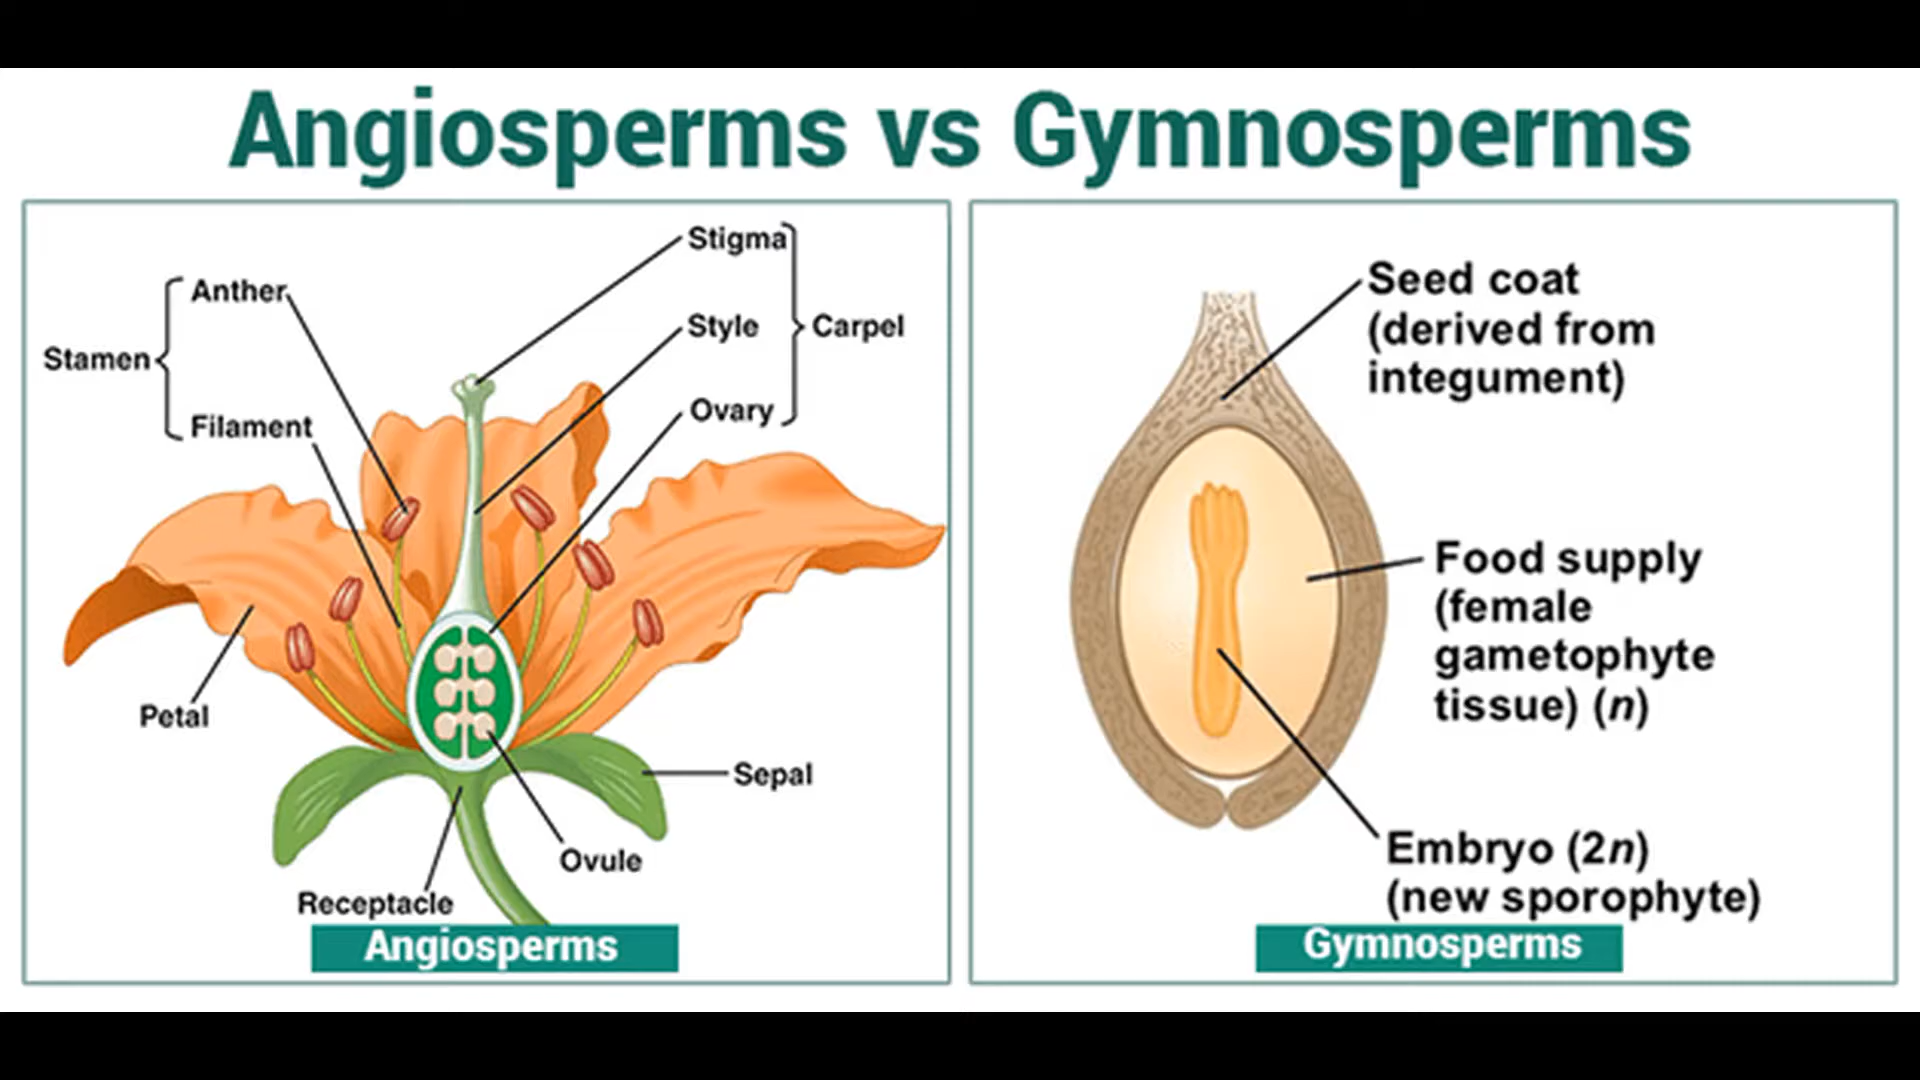 Angiosperms vs Gymnosperms
Stigma
Anther
Style
Carpel
Stamen
Ovary
Filament
Petal
Sepal
Ovule
Receptacle
Angiosperms
Seed coat
(derived from
integument)
Food supply
(female
gametophyte
tissue) (n)
Embryo (2n)
(new sporophyte)
Gymnosperms